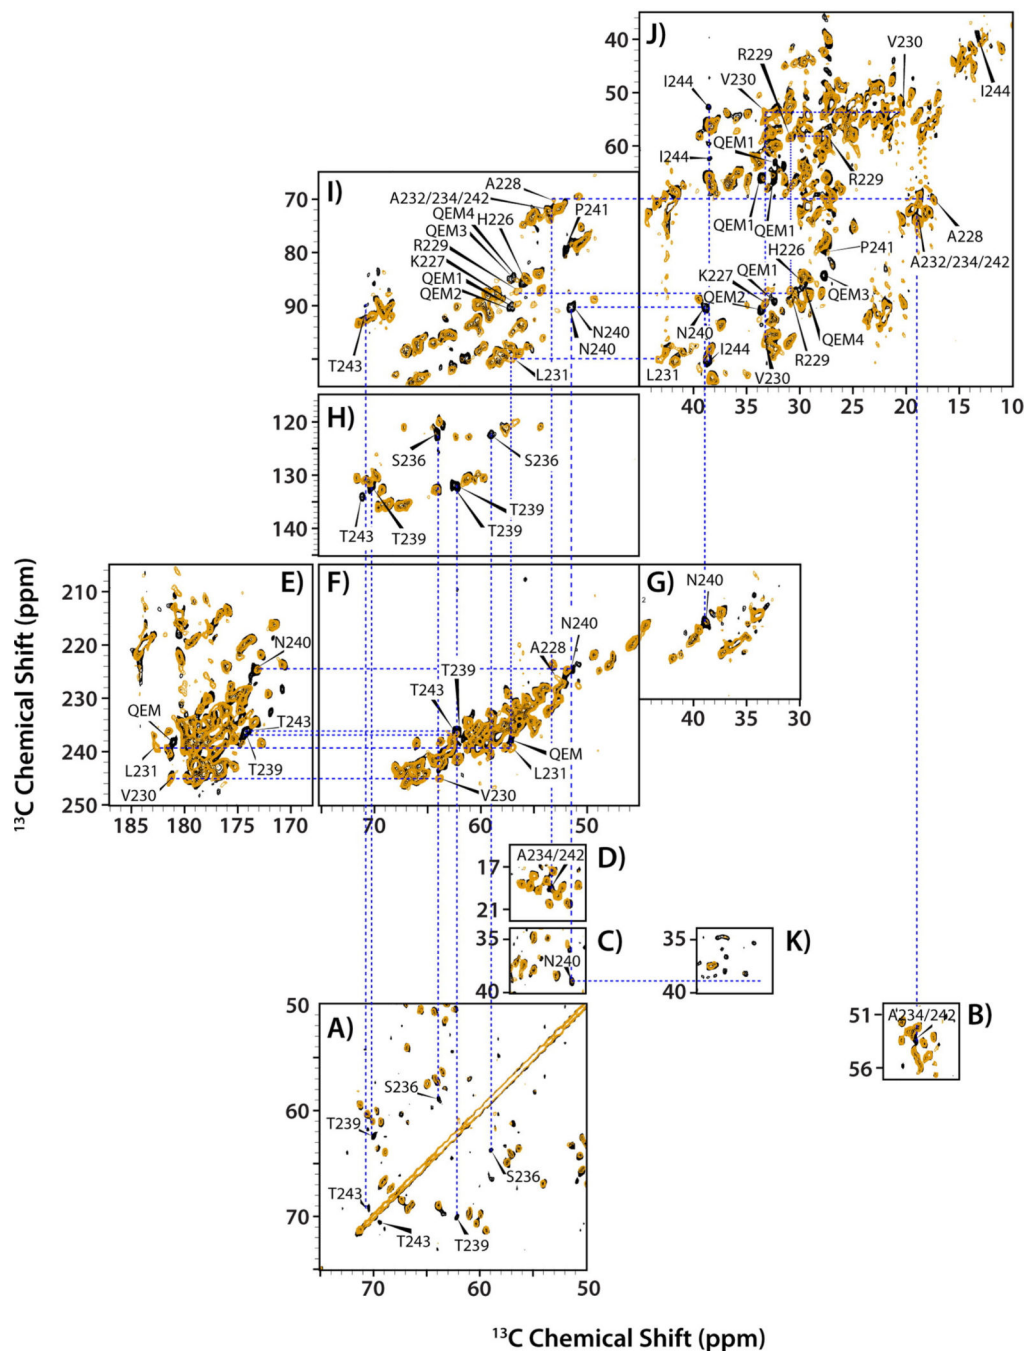 J)
40
50
60
70
80
90
R229
V230
V230
I244
I244
QEM1
I244
R229
QEM1
QEM1
H226
P241
A228
K227
QEM1
A232/234/242
QEM2
QEM3
N240
I244
QEM4
R229
L231
V230
40 35 30 25 20 15 10
I)
70
80
90
A228
A232/234/242
QEM4
H226
P241
QEM3
R229
K227
QEM1
QEM2
N240
N240
T243
L231
H)
120
130
140
S236
S236
T239
T243
T239
T239
E)
210
220
230
240
250
N240
QEM
T243
L231
T239
V230
185 180 175 170
F)
N240
A228
T239
T243
QEM
L231
V230
70 60 50
G)
N240
2
40 35 30
D)
A234/242
17
21
C)
35
N240
40
K)
35
40
B)
A234/242
51
56
A)
50
60
70
S236
T239
S236
T243
T243
T239
70 60 50
13C Chemical Shift (ppm)
13C Chemical Shift (ppm)